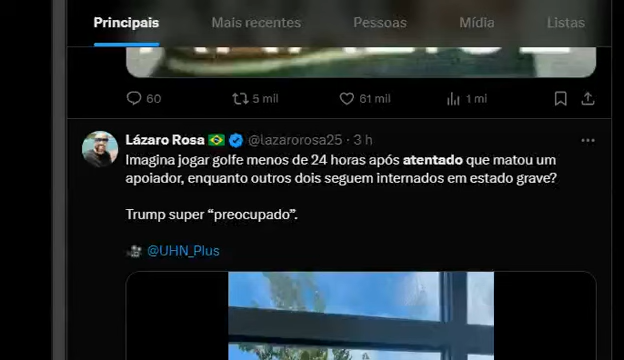 Principais Mais recentes Pessoas Mídia Listas
60 5 mil 61 mil 1 mi
Lázaro Rosa @lazarorosa25 · 3 h
Imagina jogar golfe menos de 24 horas após atentado que matou um
apoiador, enquanto outros dois seguem internados em estado grave?
Trump super “preocupado”.
@UHN_Plus